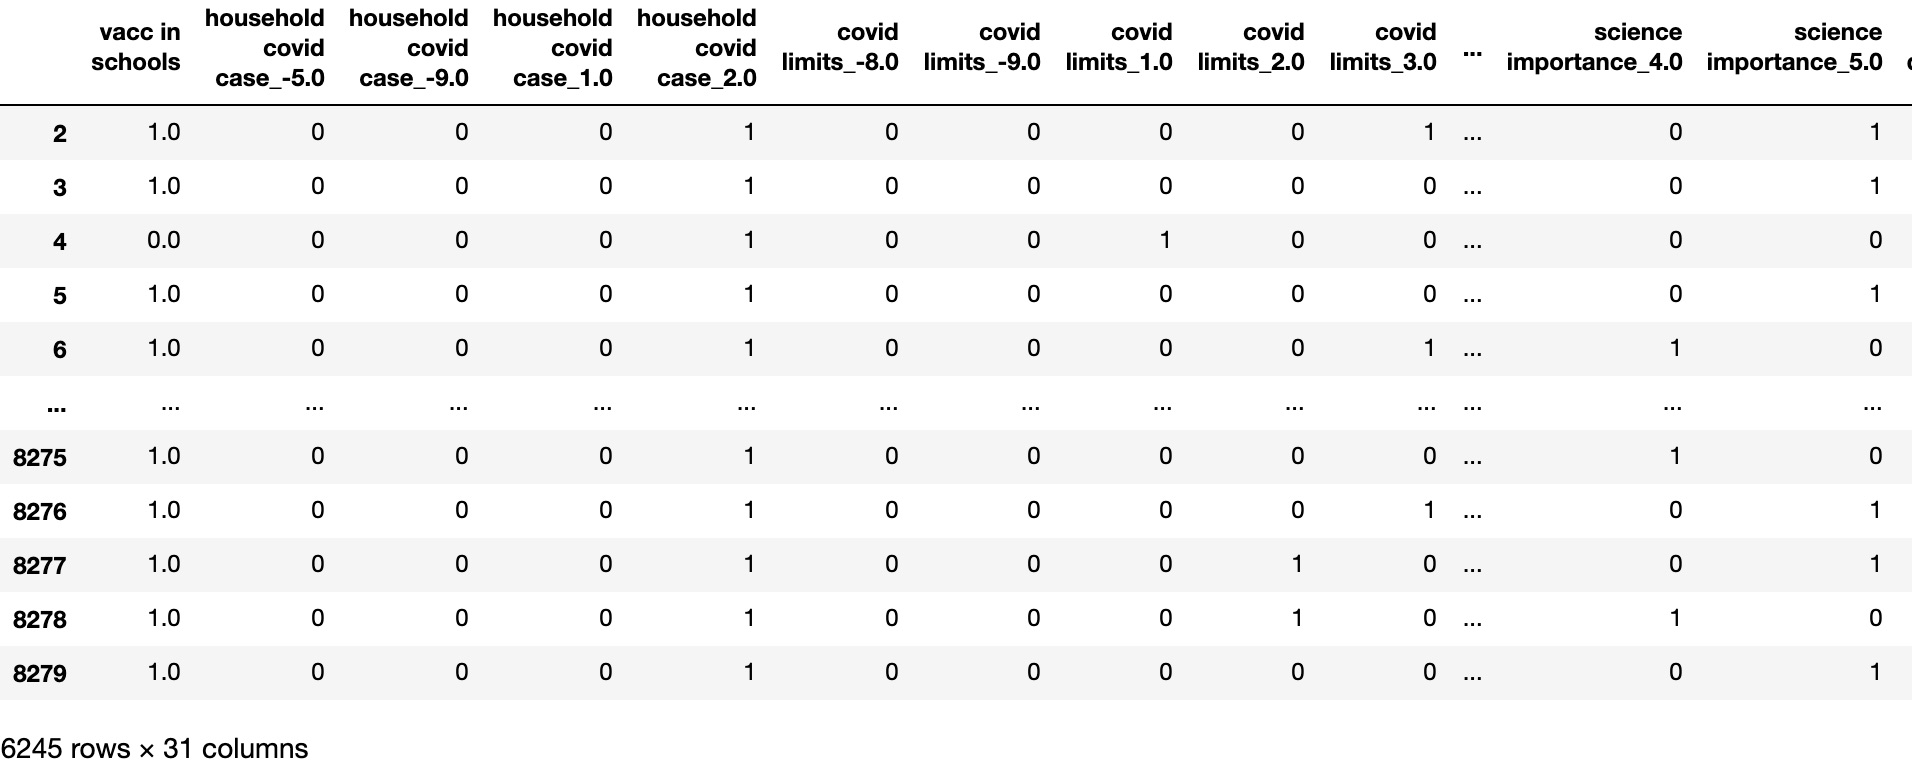 vacc in schools household covid case_-5.0 household covid case_-9.0 household covid case_1.0 household covid case_2.0 covid limits_-8.0 covid limits_-9.0 covid limits_1.0 covid limits_2.0 covid limits_3.0 ... science importance_4.0 science importance_5.0
2 1.0 0 0 0 1 0 0 0 0 1 ... 0 1
3 1.0 0 0 0 1 0 0 0 0 0 ... 0 1
4 0.0 0 0 0 1 0 0 1 0 0 ... 0 0
5 1.0 0 0 0 1 0 0 0 0 0 ... 0 1
6 1.0 0 0 0 1 0 0 0 0 1 ... 1 0
... ... ... ... ... ... ... ... ... ... ... ... ... ...
8275 1.0 0 0 0 1 0 0 0 0 0 ... 1 0
8276 1.0 0 0 0 1 0 0 0 0 1 ... 0 1
8277 1.0 0 0 0 1 0 0 0 1 0 ... 0 1
8278 1.0 0 0 0 1 0 0 0 1 0 ... 1 0
8279 1.0 0 0 0 1 0 0 0 0 0 ... 0 1
6245 rows × 31 columns